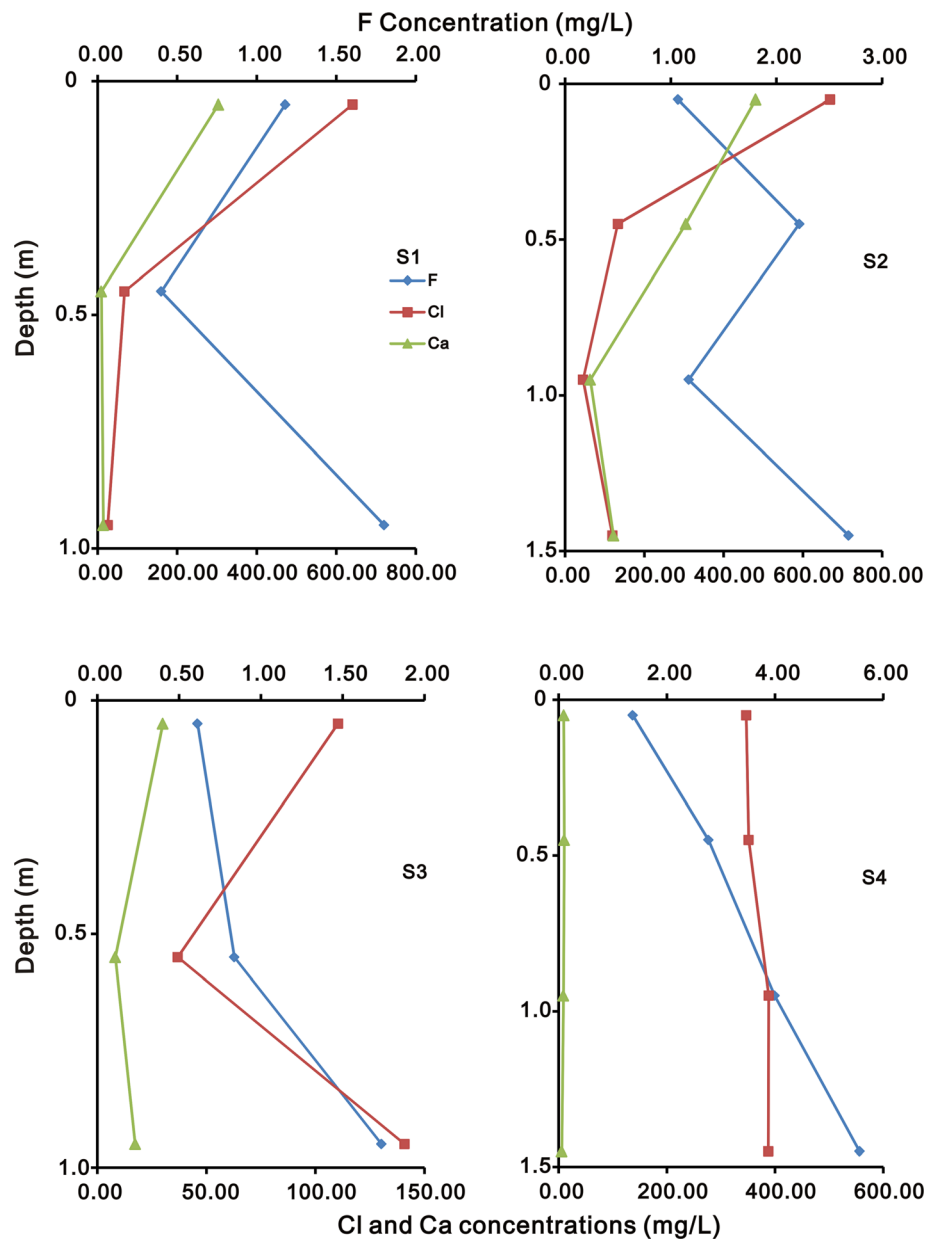 F Concentration (mg/L)
0.00 0.50 1.00 1.50 2.00
0.00 1.00 2.00 3.00
0
0.5
1.0
Depth (m)
S1
F
Cl
Ca
0.00 200.00 400.00 600.00 800.00
0
0.5
1.0
1.5
S2
0.00 200.00 400.00 600.00 800.00
0.00 0.50 1.00 1.50 2.00
0.00 2.00 4.00 6.00
0
0.5
1.0
Depth (m)
S3
0.00 50.00 100.00 150.00
0
0.5
1.0
1.5
S4
0.00 200.00 400.00 600.00
Cl and Ca concentrations (mg/L)